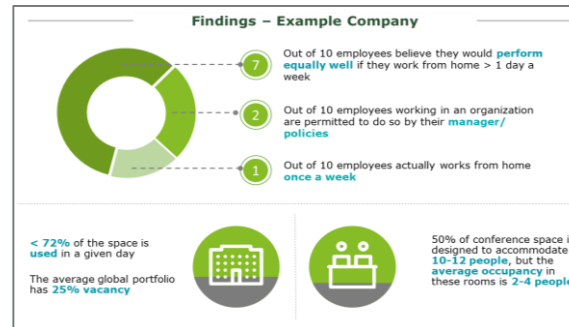 Findings – Example Company
7
Out of 10 employees believe they would perform
equally well if they work from home > 1 day a
week
2
Out of 10 employees working in an organization
are permitted to do so by their manager/
policies
1
Out of 10 employees actually works from home
once a week
< 72% of the space is
used in a given day
The average global portfolio
has 25% vacancy
50% of conference space i
designed to accommodate
10-12 people, but the
average occupancy in
these rooms is 2-4 people